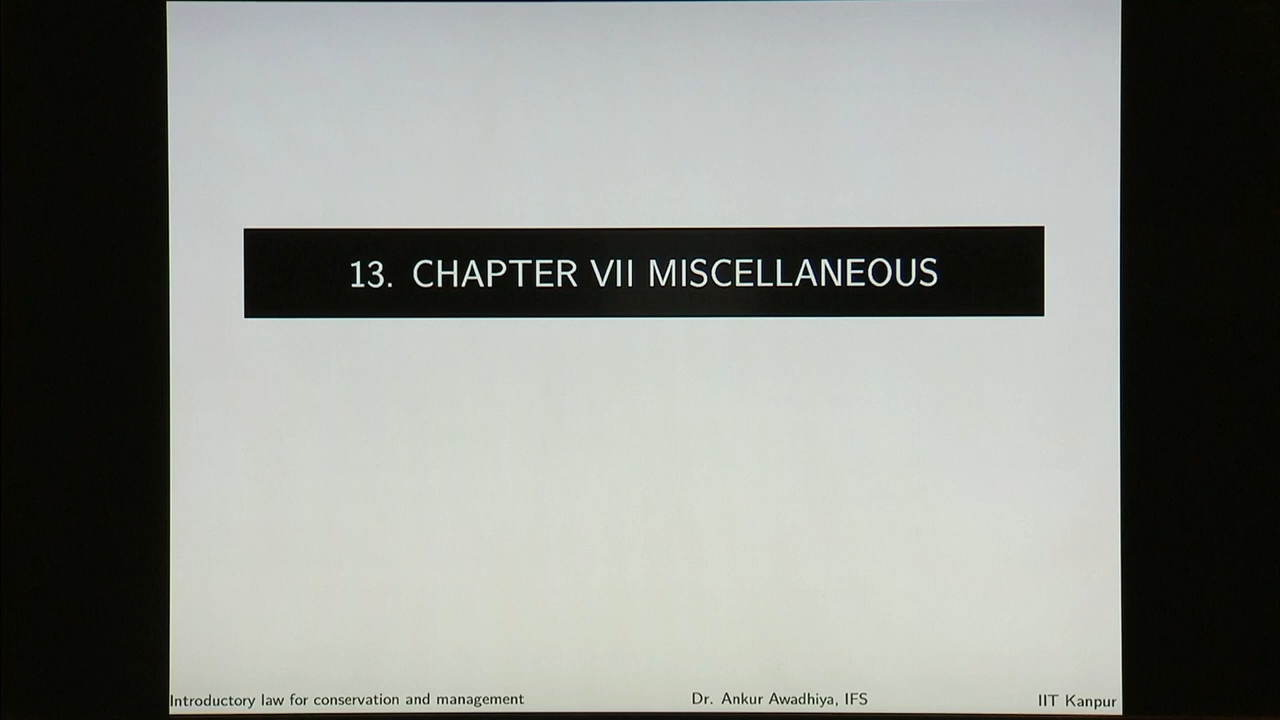 13. CHAPTER VII MISCELLANEOUS
Introductory law for conservation and management Dr. Ankur Awadhiya, IFS IIT Kanpur